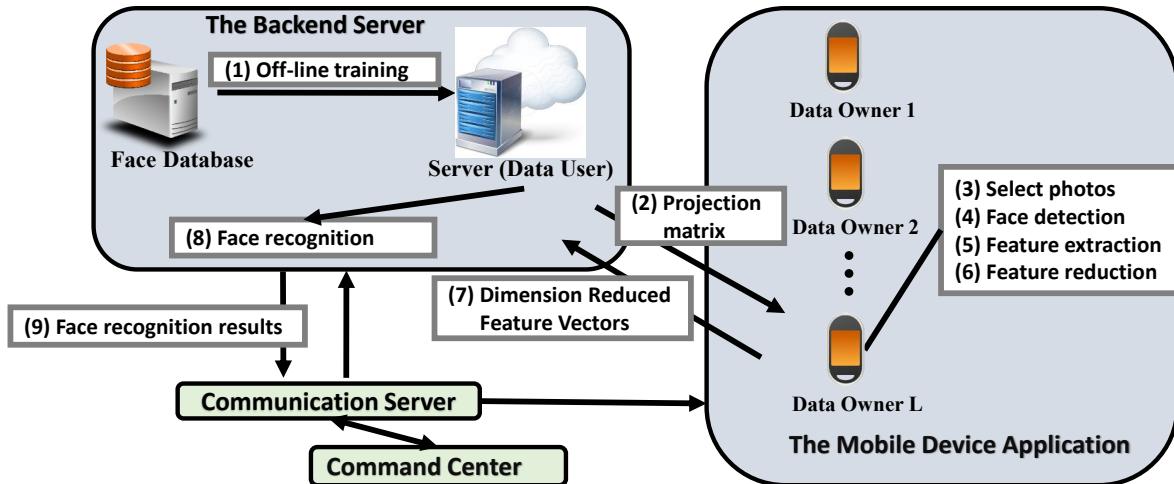 The Backend Server
(1) Off-line training
Face Database
Server (Data User)
(8) Face recognition
(2) Projection
matrix
(7) Dimension Reduced
Feature Vectors
(9) Face recognition results
Communication Server
Command Center
Data Owner 1
Data Owner 2
(3) Select photos
(4) Face detection
(5) Feature extraction
(6) Feature reduction
Data Owner L
The Mobile Device Application